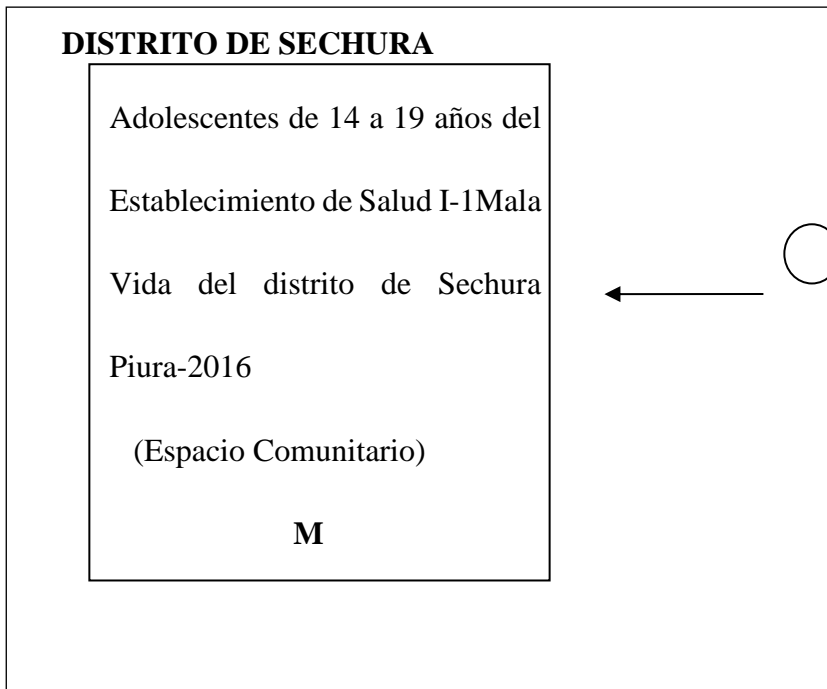 DISTRITO DE SECHURA
Adolescentes de 14 a 19 años del
Establecimiento de Salud I-1Mala
Vida del distrito de Sechura
Piura-2016
(Espacio Comunitario)
M